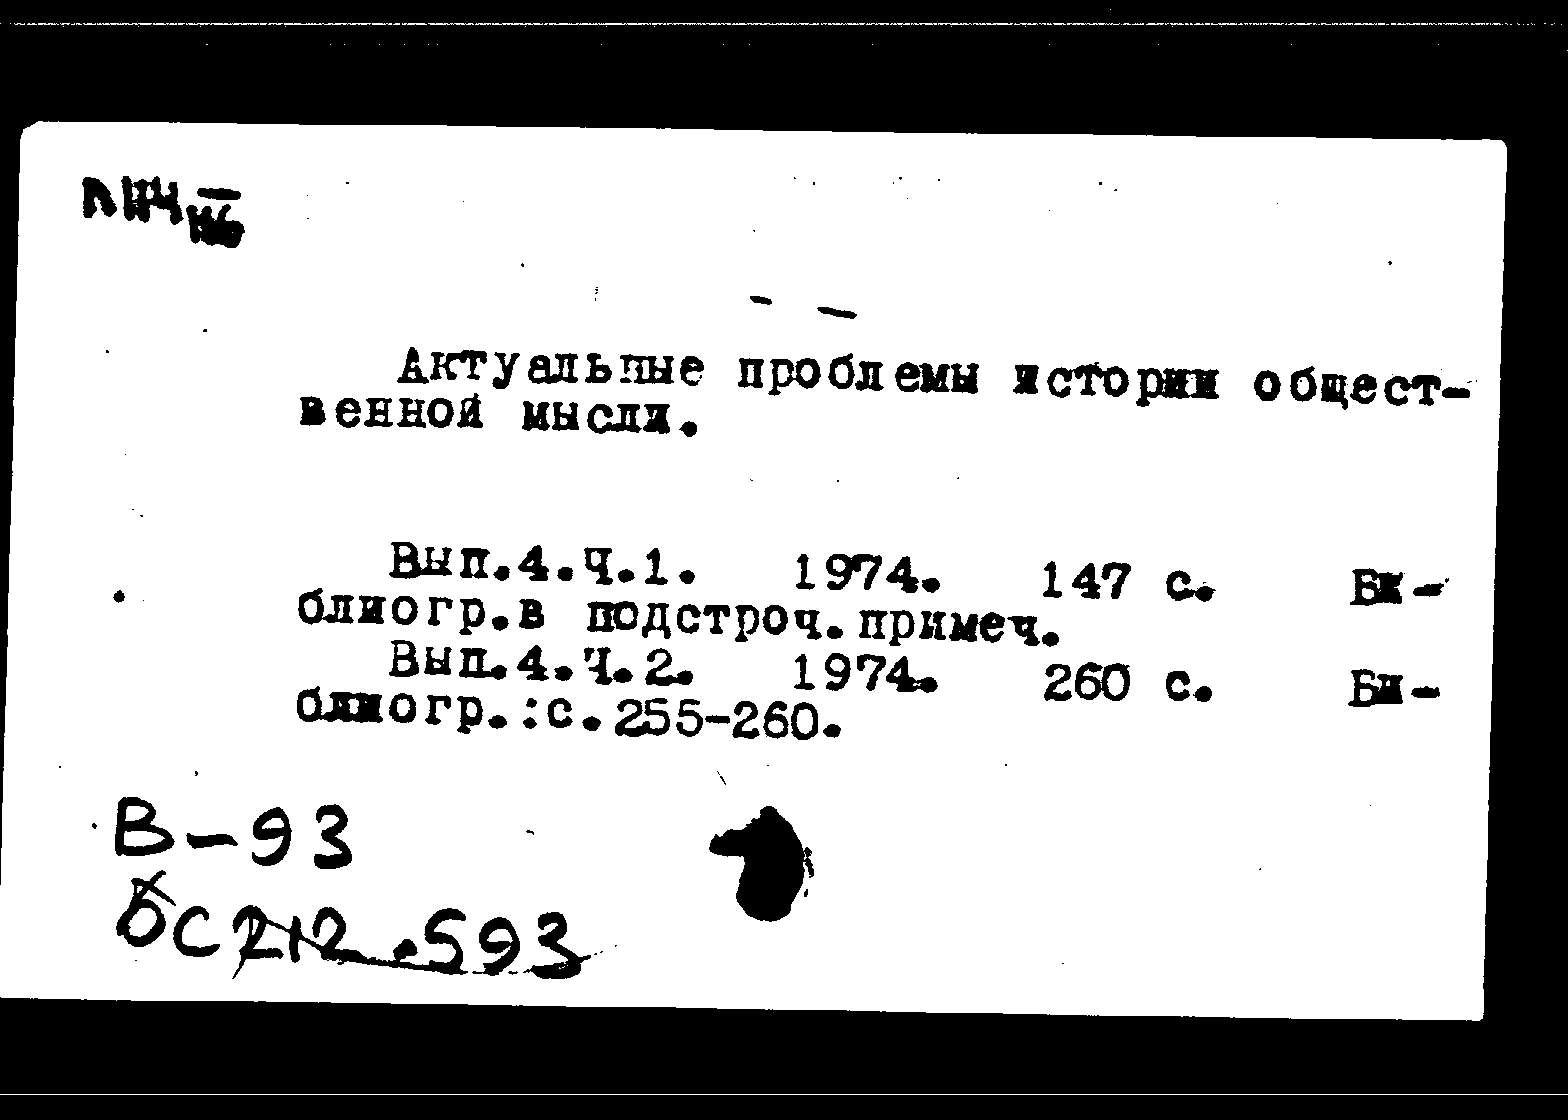 Актуальные проблемы истории общест-
венной мысли.
Вып.4.Ч.1. 1974. 147 с. Би-
блиогр.в подстроч.примеч.
Вып.4.Ч.2. 1974. 260 с. Би-
блиогр.:с.255-260.
В-93
бс212.593